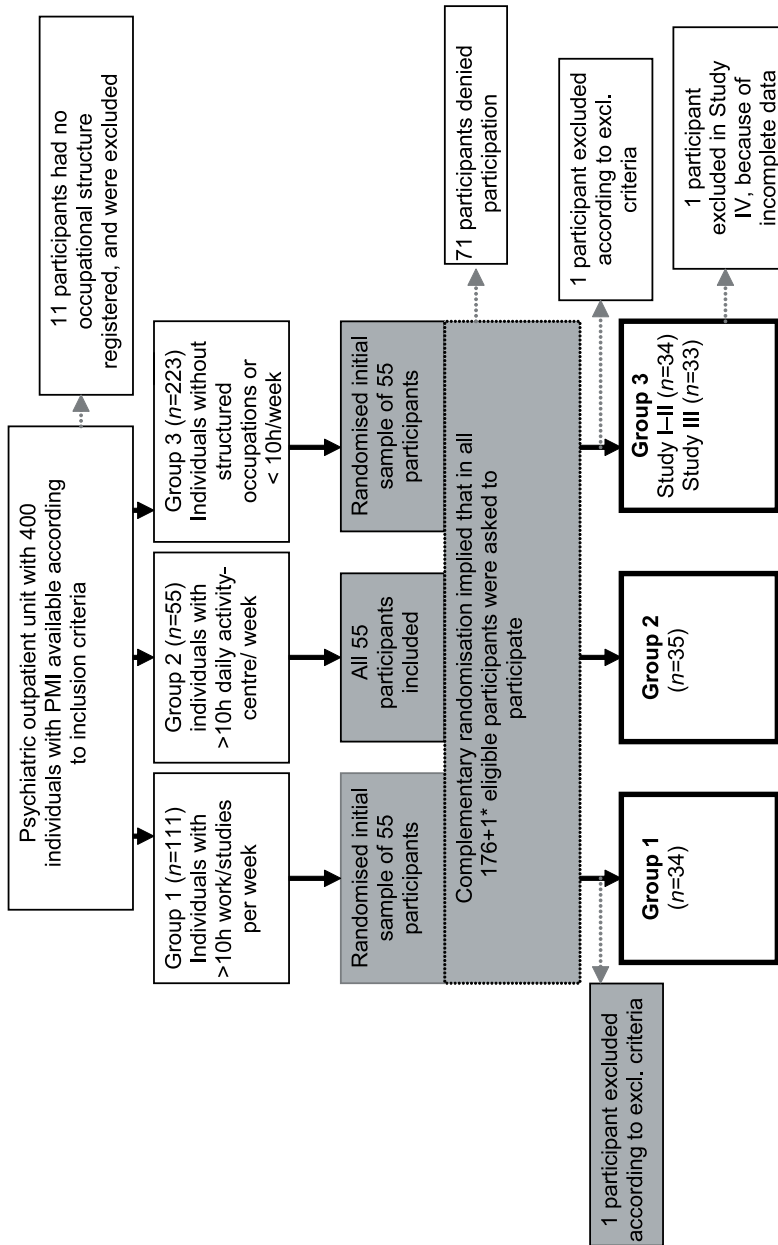 Psychiatric outpatient unit with 400
individuals with PMI available according
to inclusion criteria
11 participants had no
occupational structure
registered, and were excluded
Group 1 (n=111)
Individuals with
>10h work/studies
per week
Group 2 (n=55)
individuals with
>10h daily activity-
centre/ week
Group 3 (n=223)
Individuals without
structured
occupations or
< 10h/week
Randomised initial
sample of 55
participants
All 55
participants
included
Randomised initial
sample of 55
participants
Complementary randomisation implied that in all
176+1* eligible participants were asked to
participate
71 participants denied
participation
1 participant excluded
according to excl. criteria
1 participant excluded
according to excl.
criteria
Group 1
(n=34)
Group 2
(n=35)
Group 3
Study I–II (n=34)
Study III (n=33)
1 participant
excluded in Study
IV, because of
incomplete data